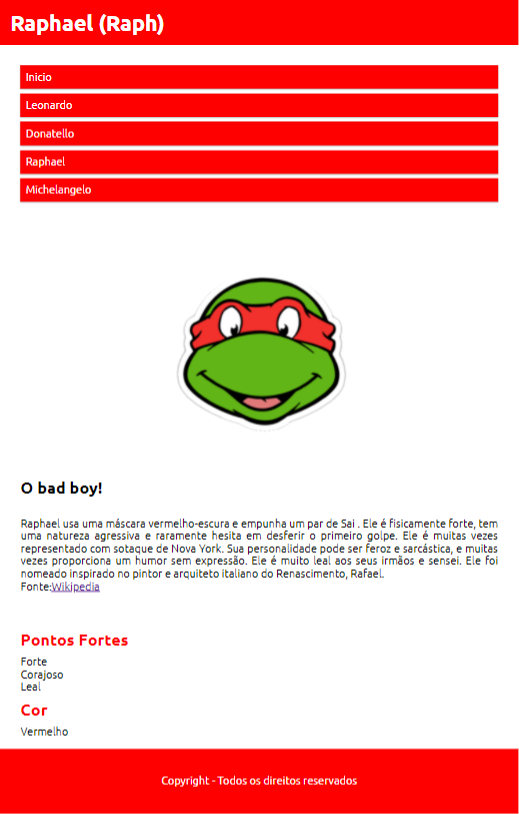 Raphael (Raph)
Inicio
Leonardo
Donatello
Raphael
Michelangelo
O bad boy!
Raphael usa uma máscara vermelho-escura e empunha um par de Sai . Ele é fisicamente forte, tem
uma natureza agressiva e raramente hesita em desferir o primeiro golpe. Ele é muitas vezes
representado com sotaque de Nova York. Sua personalidade pode ser feroz e sarcástica, e muitas
vezes proporciona um humor sem expressão. Ele é muito leal aos seus irmãos e sensei. Ele foi
nomeado inspirado no pintor e arquiteto italiano do Renascimento, Rafael.
Fonte:Wikipedia
Pontos Fortes
Forte
Corajoso
Leal
Cor
Vermelho
Copyright - Todos os direitos reservados